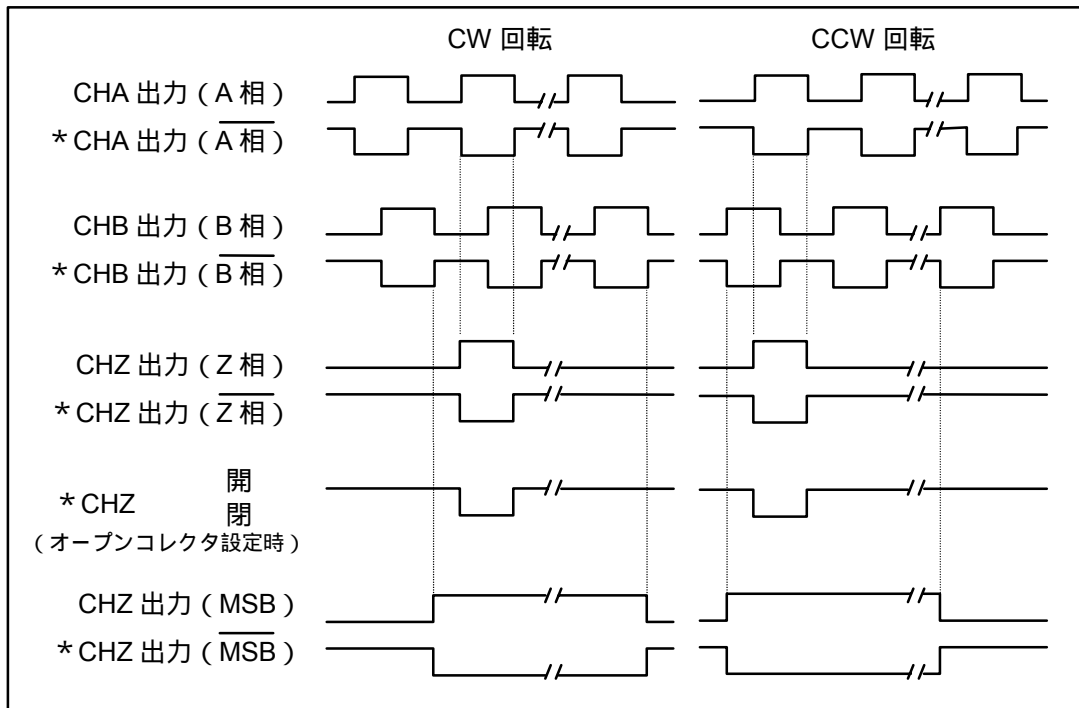 CW 回転 CCW 回転
CHA 出力(A 相)
*CHA 出力(A̅ ̅相̅)
CHB 出力(B 相)
*CHB 出力(B̅ ̅相̅)
CHZ 出力(Z 相)
*CHZ 出力(Z̅ ̅相̅)
*CHZ 開
閉
(オープンコレクタ設定時)
CHZ 出力(MSB)
*CHZ 出力(M̅S̅B̅)